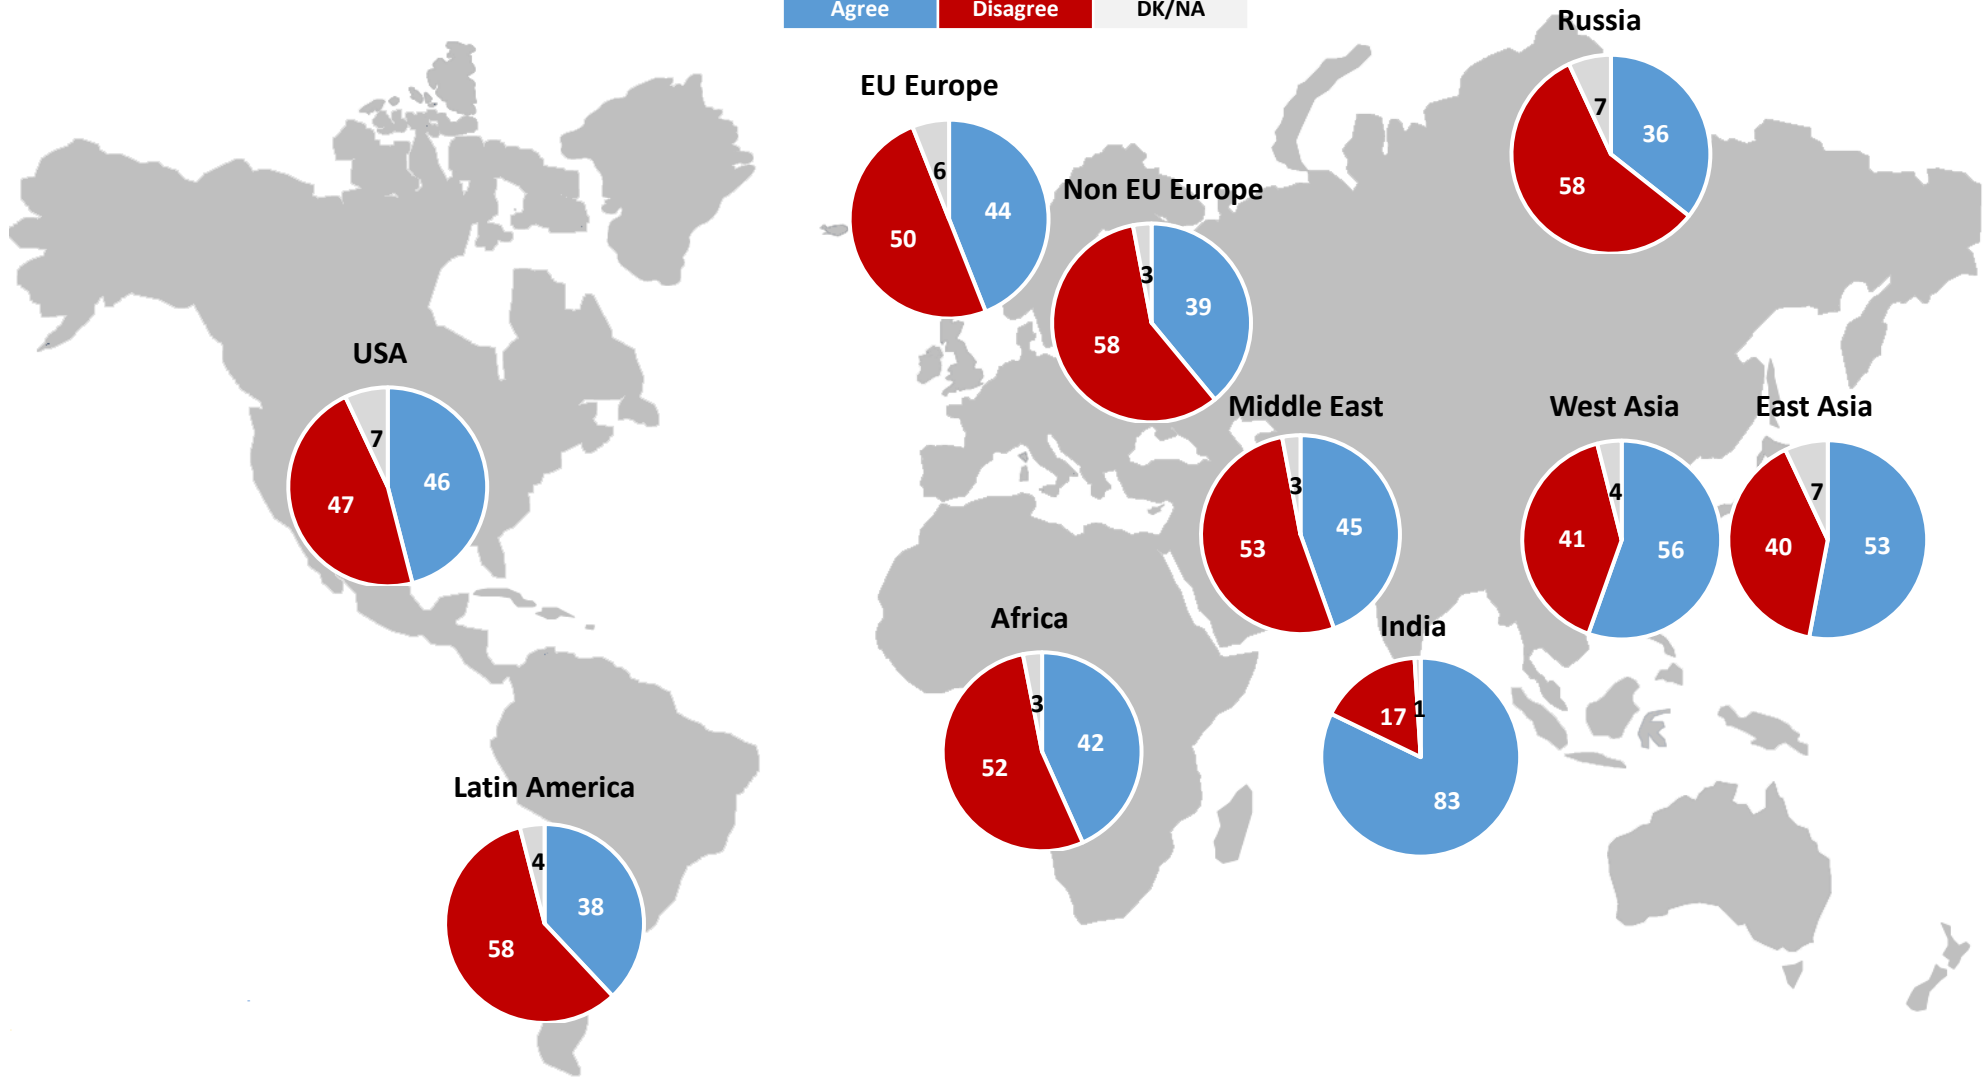 Agree Disagree DK/NA
Russia
7 36
58
EU Europe
6
44
50
Non EU Europe
3
39
58
USA
7
46
47
Middle East
3
45
53
West Asia
4
41
56
East Asia
7
40
53
Africa
3
42
52
India
17 1
83
Latin America
4
38
58